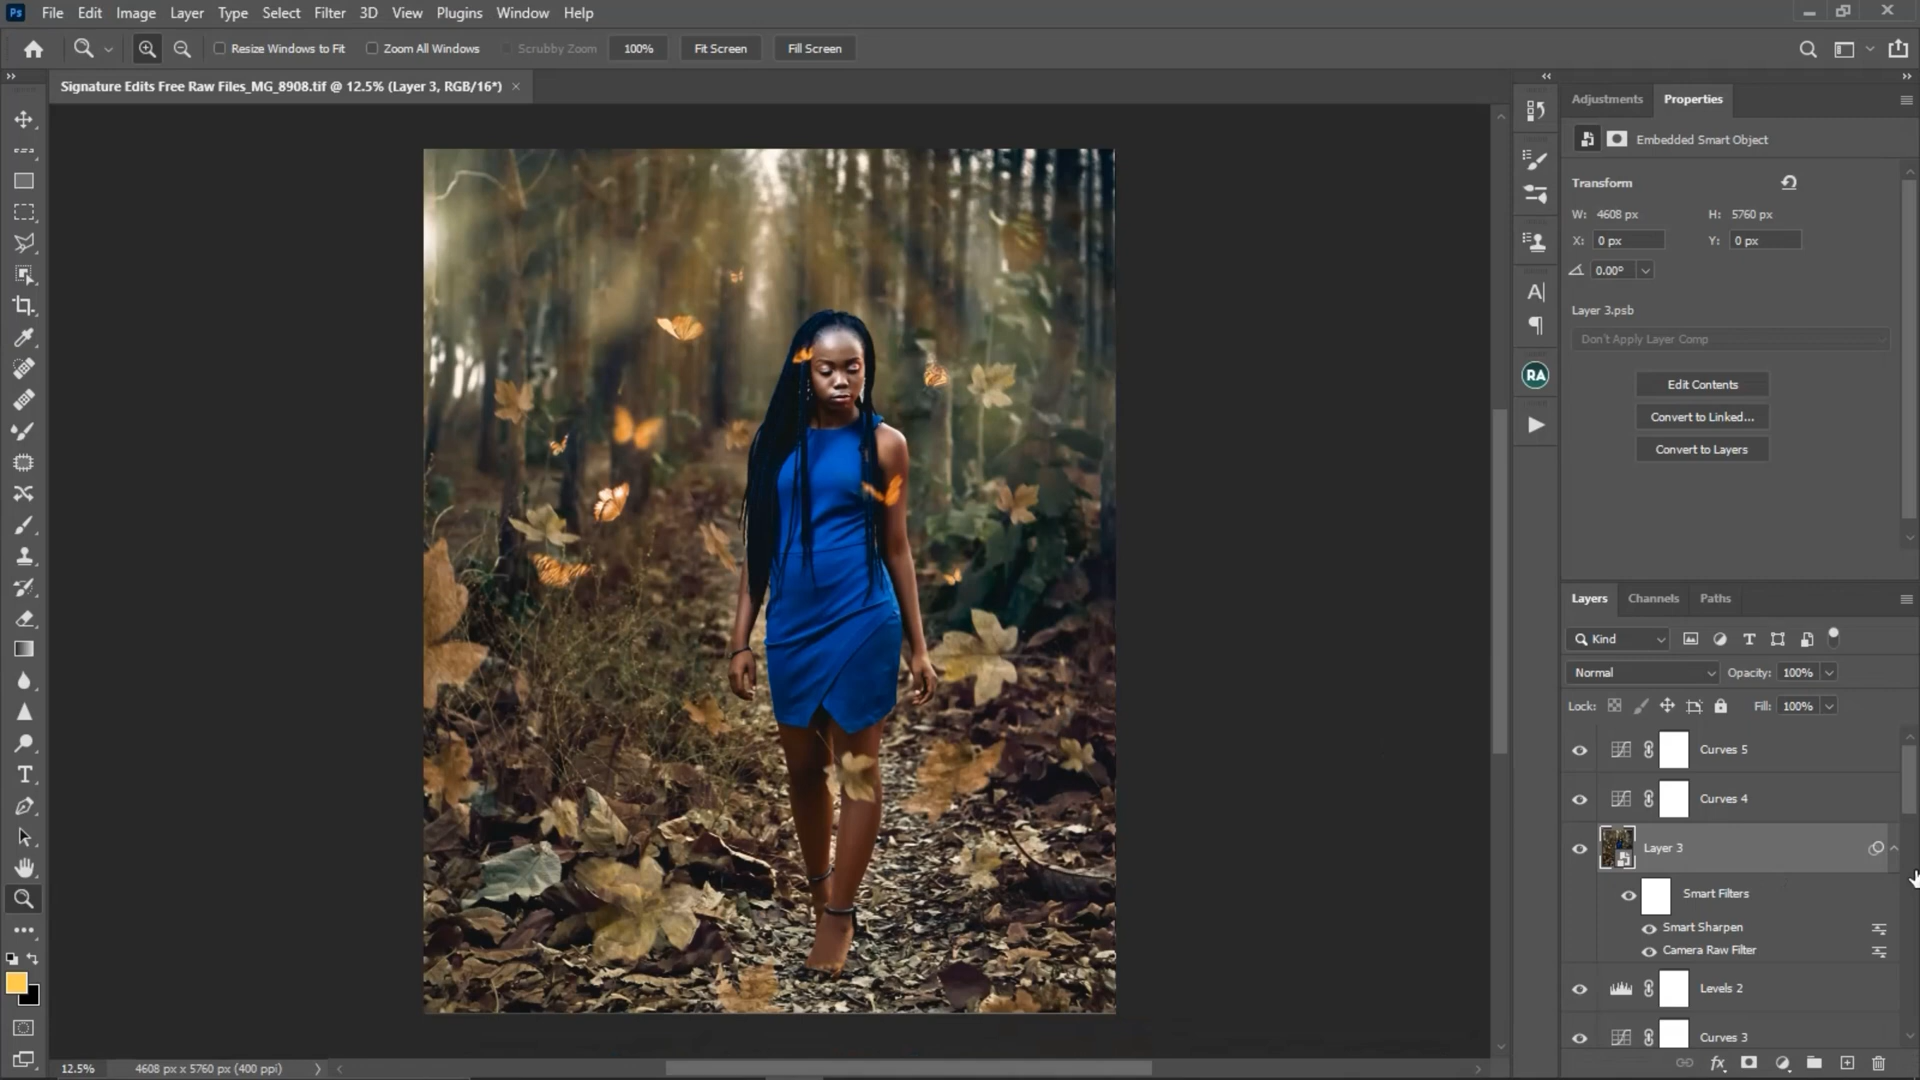 Ps File Edit Image Layer Type Select Filter 3D View Plugins Window Help
Resize Windows to Fit Zoom All Windows Scrubby Zoom 100% Fit Screen Fill Screen
Signature Edits Free Raw Files_MG_8908.tif @ 12.5% (Layer 3, RGB/16*) ×
Adjustments Properties
Embedded Smart Object
Transform
W: 4608 px H: 5760 px
X: 0 px Y: 0 px
0.00°
Layer 3.psb
Don't Apply Layer Comp
RA
Edit Contents
Convert to Linked...
Convert to Layers
Layers Channels Paths
Kind
Normal Opacity: 100%
Lock: Fill: 100%
Curves 5
Curves 4
Layer 3
Smart Filters
Smart Sharpen
Camera Raw Filter
Levels 2
Curves 3
fx
12.5% 4608 px x 5760 px (400 ppi)